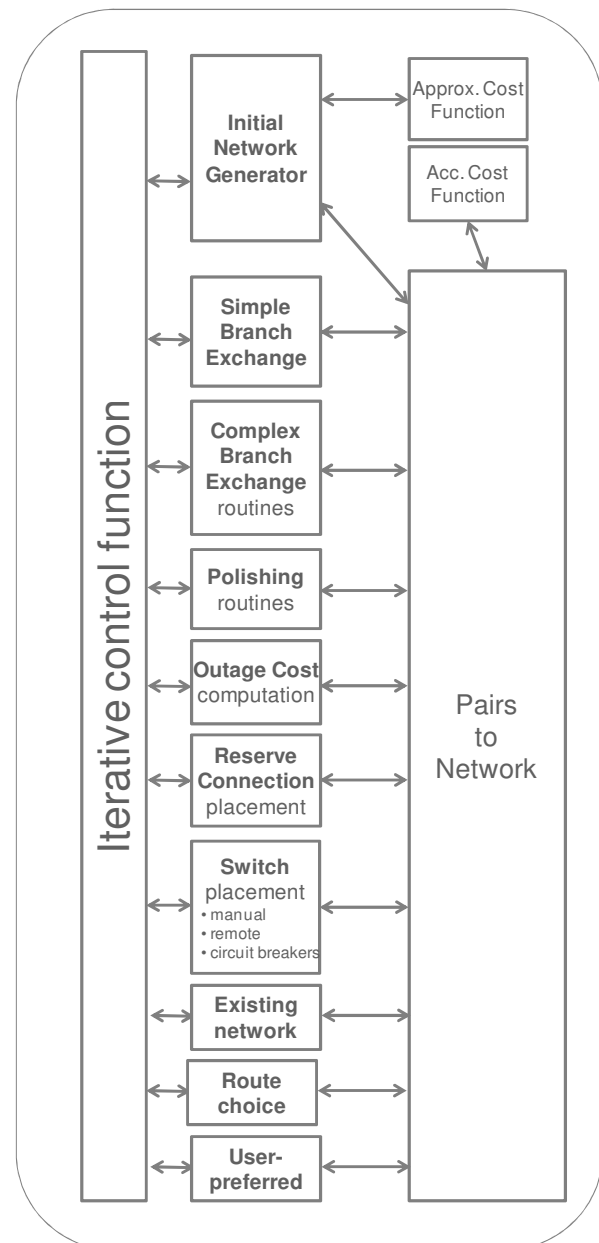 Iterative control function
Initial
Network
Generator
Approx. Cost
Function
Acc. Cost
Function
Simple
Branch
Exchange
Complex
Branch
Exchange
routines
Polishing
routines
Outage Cost
computation
Reserve
Connection
placement
Switch
placement
• manual
• remote
• circuit breakers
Existing
network
Route
choice
User-
preferred
Pairs
to
Network